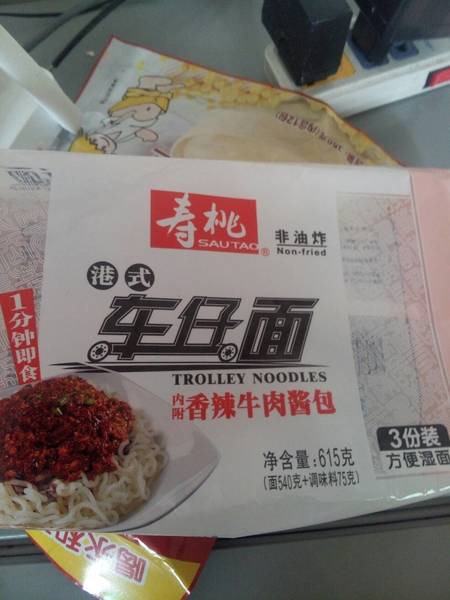 寿桃
SAUTAO®
非油炸
Non-fried
港式
车仔面
TROLLEY NOODLES
1分钟即食
内附
香辣牛肉酱包
净含量:615克
(面540克+调味料75克)
3份装
方便湿面